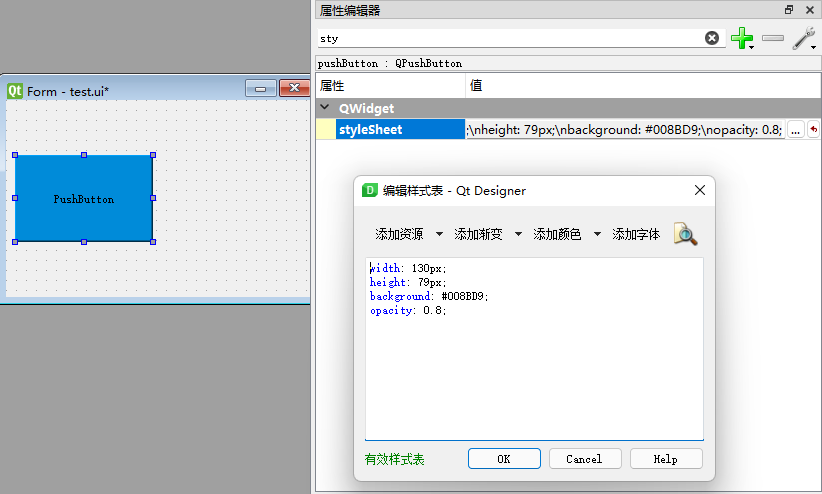 属性编辑器
sty
pushButton : QPushButton
属性 值
QWidget
styleSheet ;\nheight: 79px;\nbackground: #008BD9;\nopacity: 0.8; ...
Qt Form - test.ui*
PushButton
D 编辑样式表 - Qt Designer
添加资源 添加渐变 添加颜色 添加字体
width: 130px;
height: 79px;
background: #008BD9;
opacity: 0.8;
有效样式表 OK Cancel Help